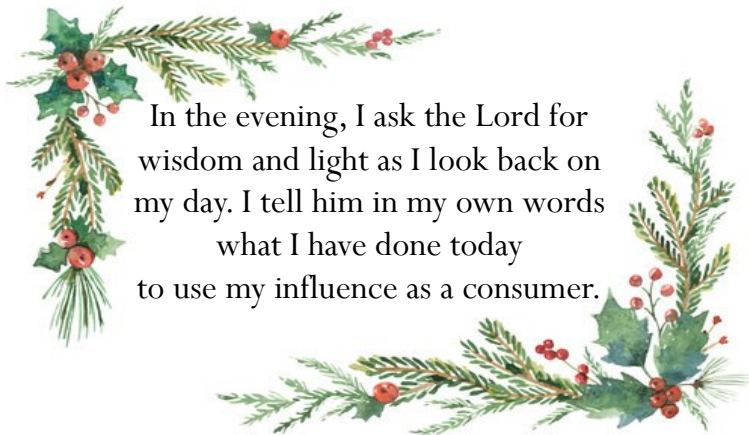 In the evening, I ask the Lord for
wisdom and light as I look back on
my day. I tell him in my own words
what I have done today
to use my influence as a consumer.